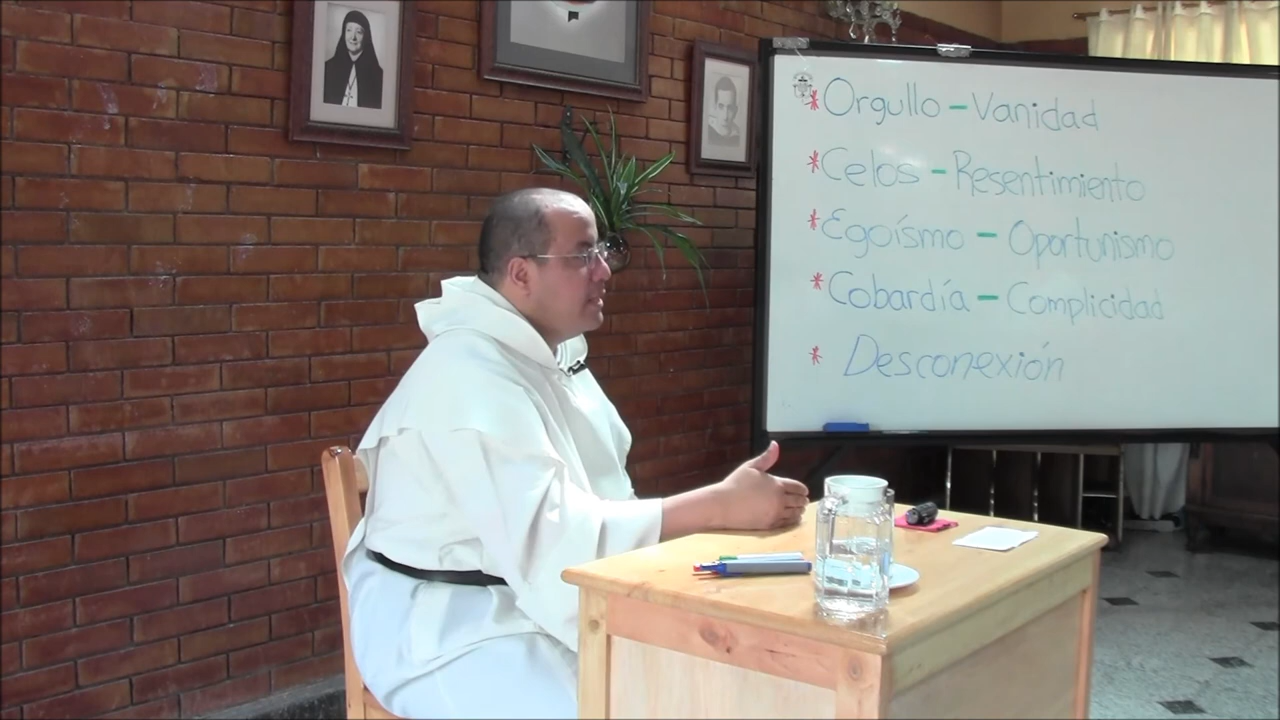 * Orgullo - Vanidad
* Celos - Resentimiento
* Egoísmo - Oportunismo
* Cobardía - Complicidad
* Desconexión